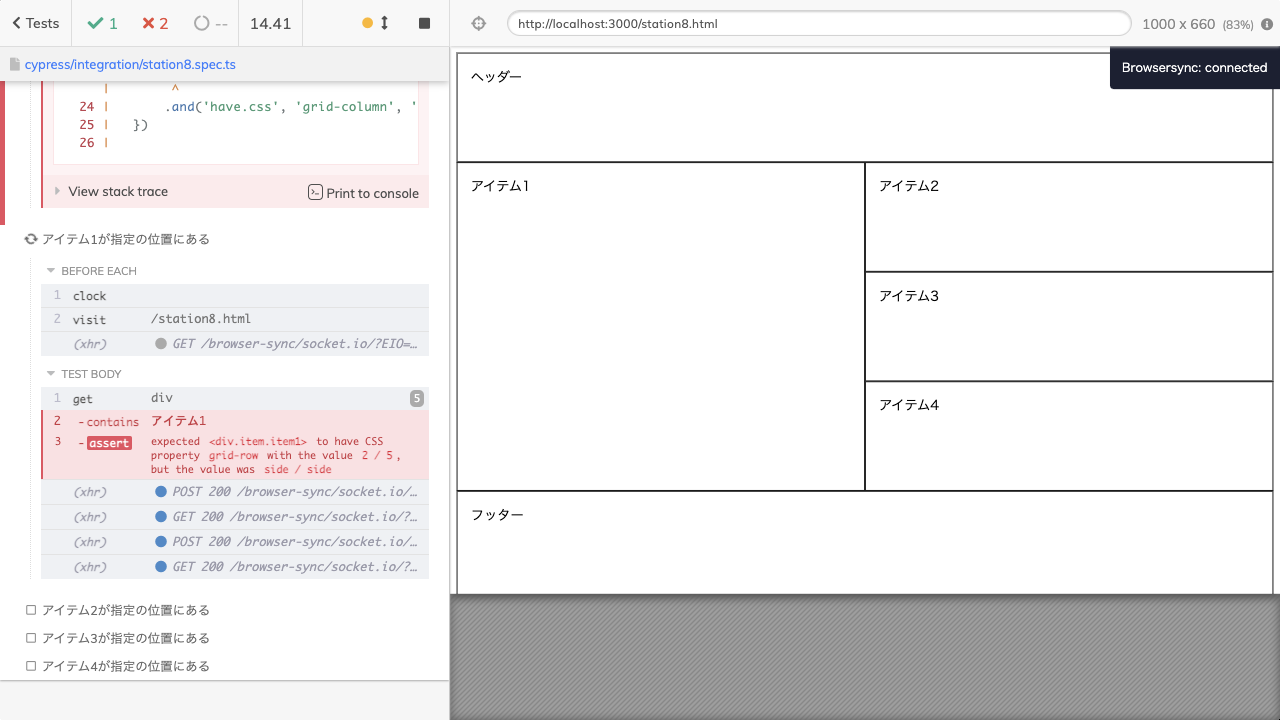 Tests
1
2
--
14.41
http://localhost:3000/station8.html
1000 x 660 (83%)
cypress/integration/station8.spec.ts
Browsersync: connected
| ^
24 | .and('have.css', 'grid-column', '
25 | })
26 |
View stack trace
Print to console
アイテム1が指定の位置にある
BEFORE EACH
1 clock
2 visit /station8.html
(xhr) GET /browser-sync/socket.io/?EIO=…
TEST BODY
1 get div 5
2 -contains アイテム1
3 -assert expected <div.item.item1> to have CSS
property grid-row with the value 2 / 5,
but the value was side / side
(xhr) POST 200 /browser-sync/socket.io/…
(xhr) GET 200 /browser-sync/socket.io/?…
(xhr) POST 200 /browser-sync/socket.io/…
(xhr) GET 200 /browser-sync/socket.io/?…
アイテム2が指定の位置にある
アイテム3が指定の位置にある
アイテム4が指定の位置にある
ヘッダー
アイテム1
アイテム2
アイテム3
アイテム4
フッター